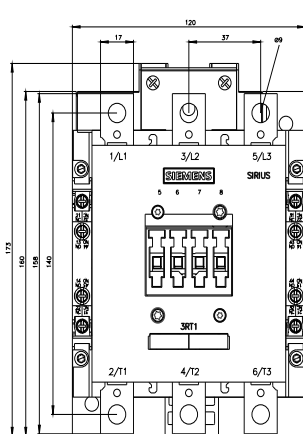 120
17 37 ø9
1/L1 3/L2 5/L3
SIEMENS SIRIUS
5 6 7 8
173
160
158
140
3RT1
2/T1 4/T2 6/T3